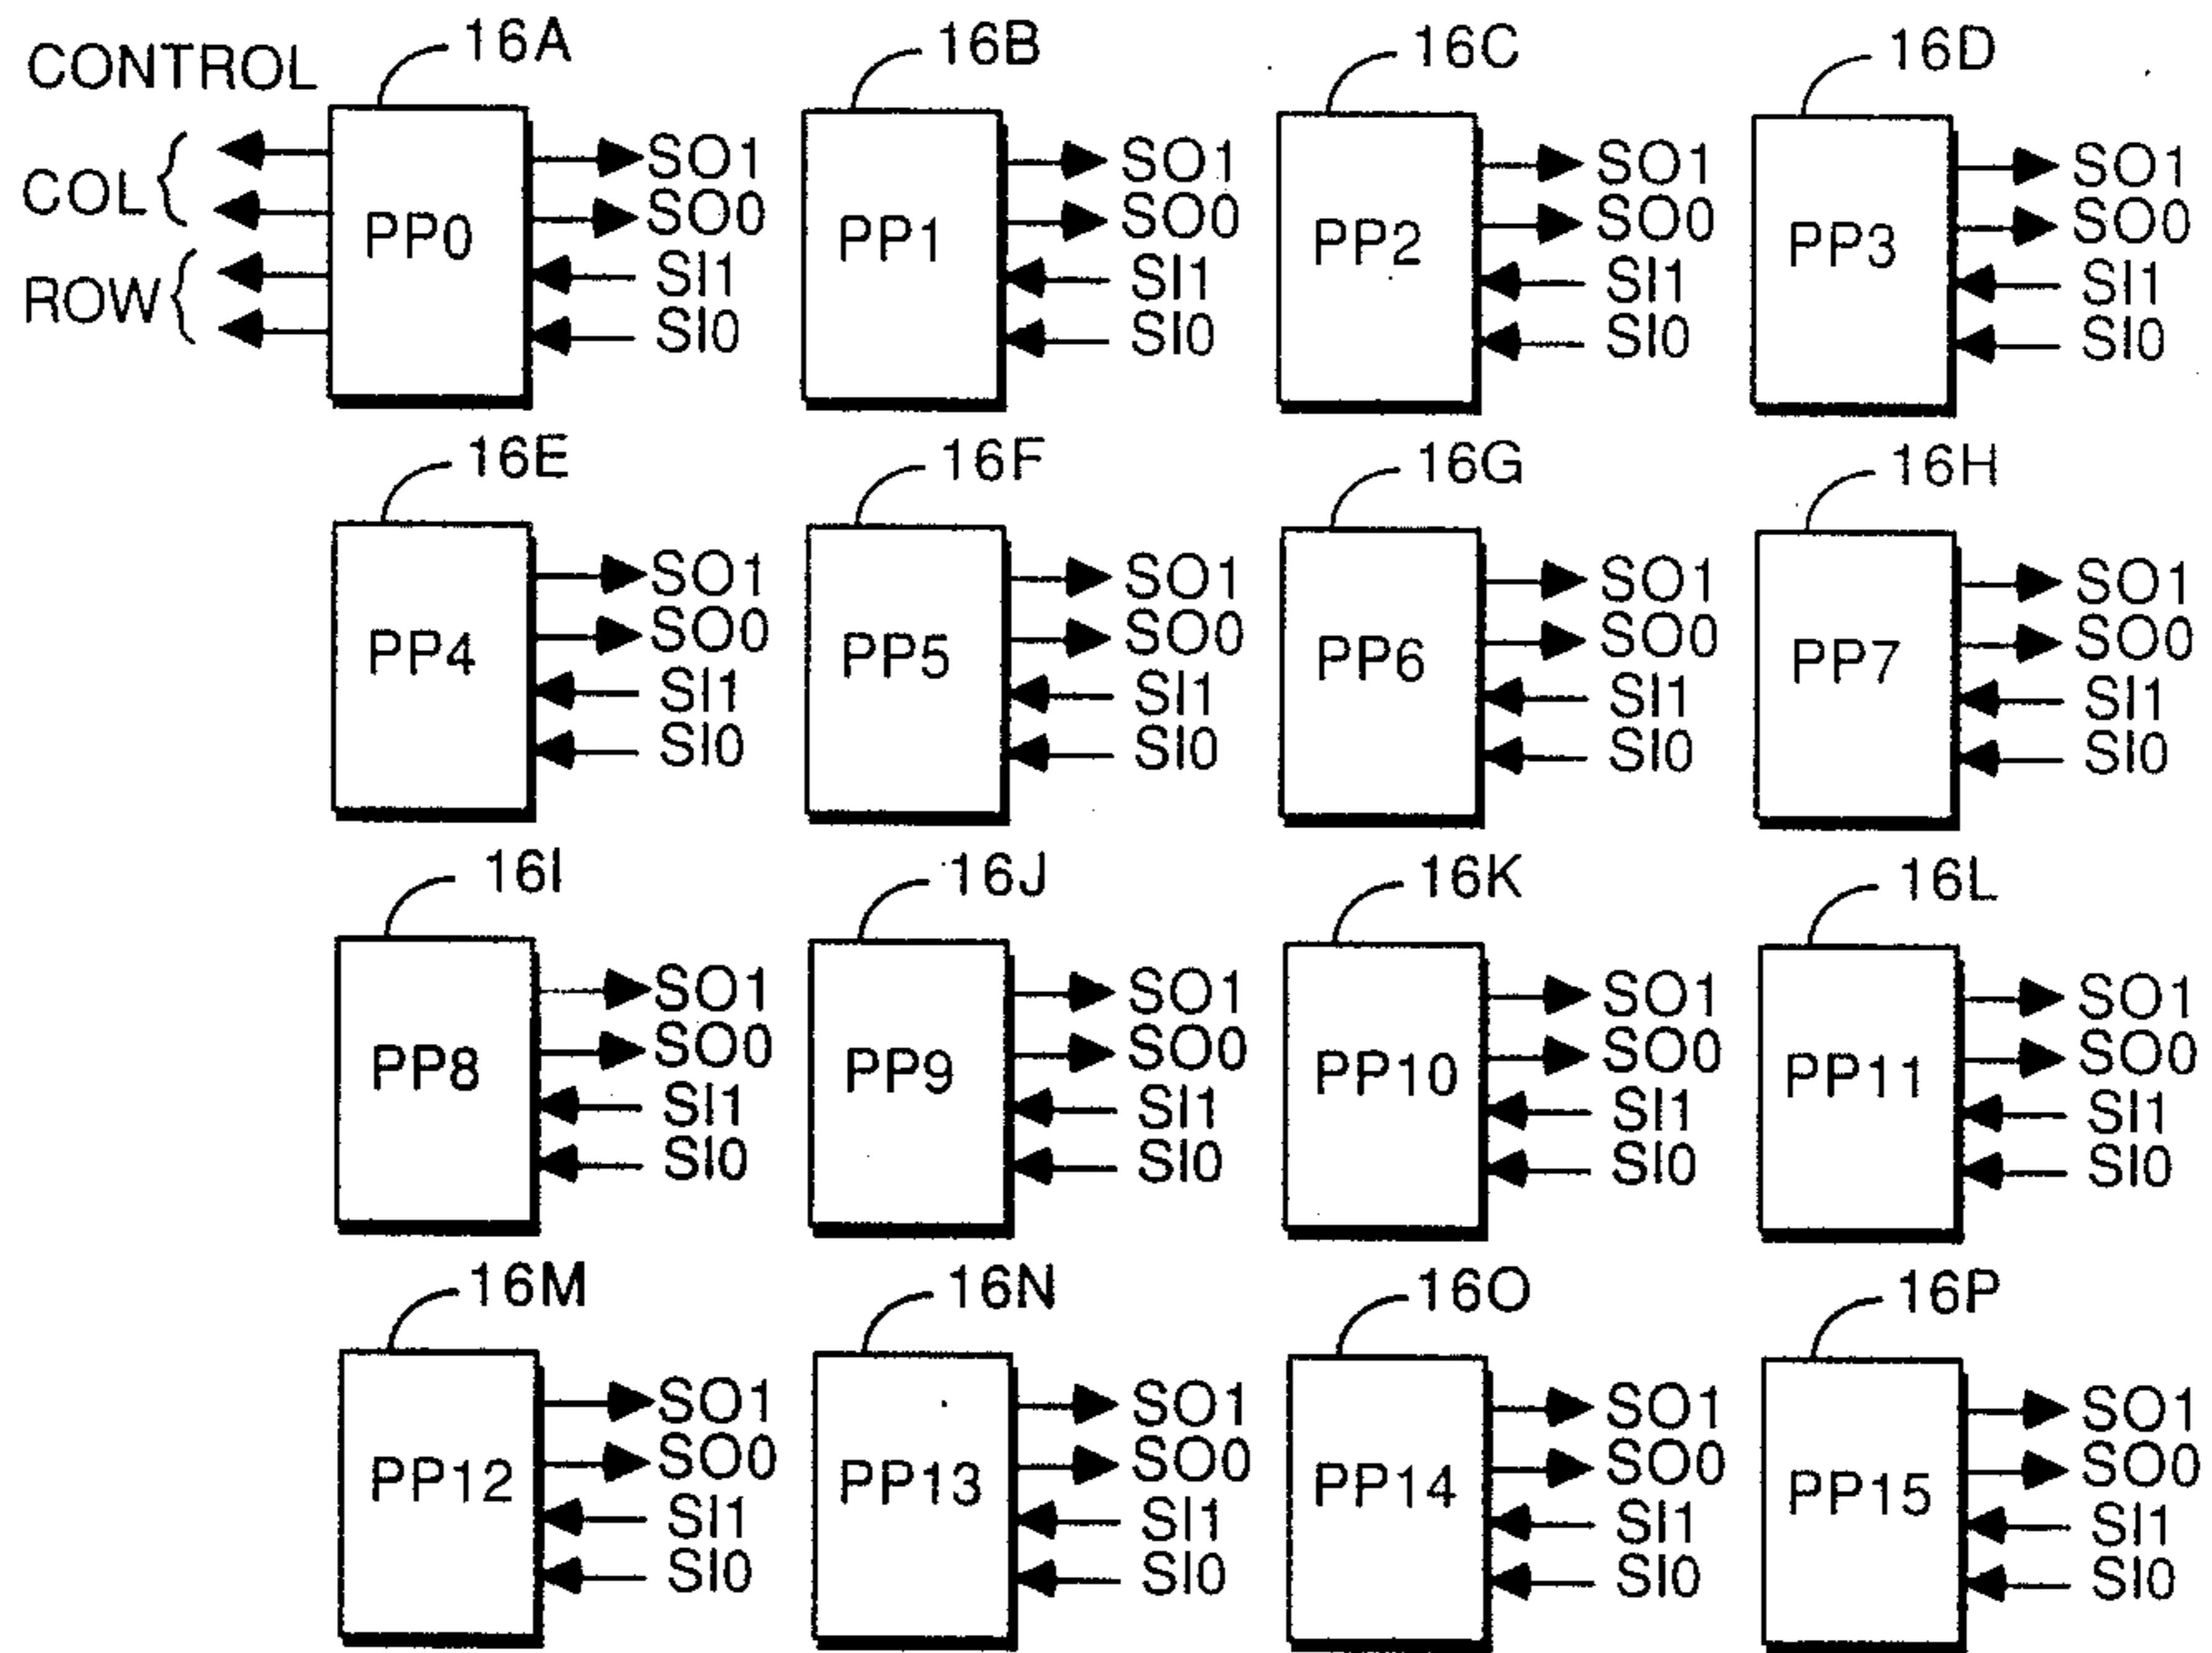 CONTROL 16A 16B 16C 16D
COL { SO1 SO1 SO1 SO1
PP0 SO0 PP1 SO0 PP2 SO0 PP3 SO0
ROW { SI1 SI1 SI1 SI1
SI0 SI0 SI0 SI0
16E 16F 16G 16H
SO1 SO1 SO1 SO1
PP4 SO0 PP5 SO0 PP6 SO0 PP7 SO0
SI1 SI1 SI1 SI1
SI0 SI0 SI0 SI0
16I 16J 16K 16L
SO1 SO1 SO1 SO1
PP8 SO0 PP9 SO0 PP10 SO0 PP11 SO0
SI1 SI1 SI1 SI1
SI0 SI0 SI0 SI0
16M 16N 16O 16P
SO1 SO1 SO1 SO1
PP12 SO0 PP13 SO0 PP14 SO0 PP15 SO0
SI1 SI1 SI1 SI1
SI0 SI0 SI0 SI0